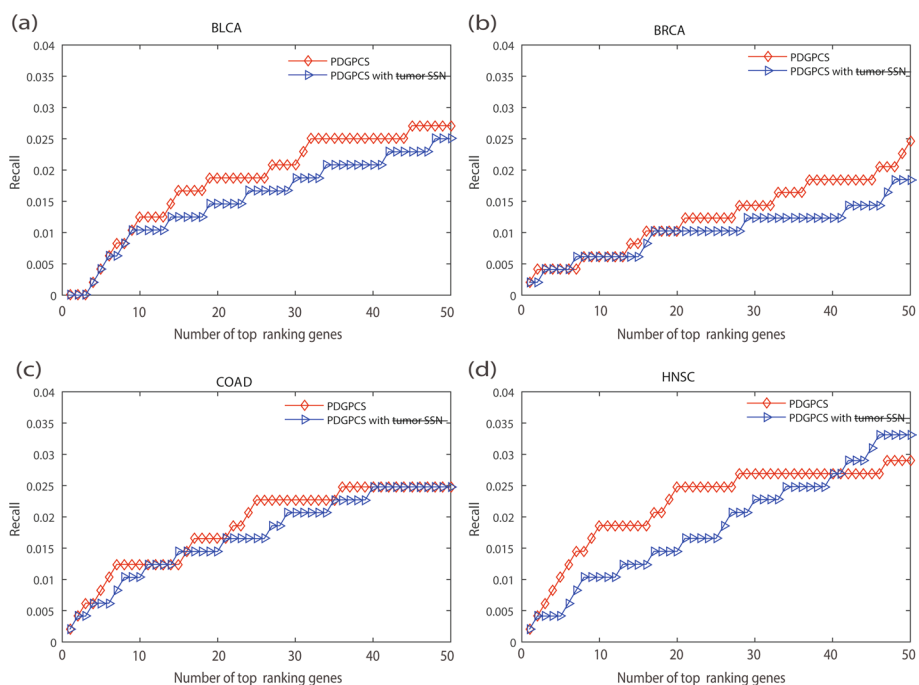 (a)
BLCA
0.04
0.035
0.03
0.025
0.02
0.015
0.01
0.005
0
Recall
PDGPCS
PDGPCS with tumor SSN
0 10 20 30 40 50
Number of top ranking genes
(b)
BRCA
0.04
0.035
0.03
0.025
0.02
0.015
0.01
0.005
0
Recall
PDGPCS
PDGPCS with tumor SSN
0 10 20 30 40 50
Number of top ranking genes
(c)
COAD
0.04
0.035
0.03
0.025
0.02
0.015
0.01
0.005
0
Recall
PDGPCS
PDGPCS with tumor SSN
0 10 20 30 40 50
Number of top ranking genes
(d)
HNSC
0.04
0.035
0.03
0.025
0.02
0.015
0.01
0.005
0
Recall
PDGPCS
PDGPCS with tumor SSN
0 10 20 30 40 50
Number of top ranking genes